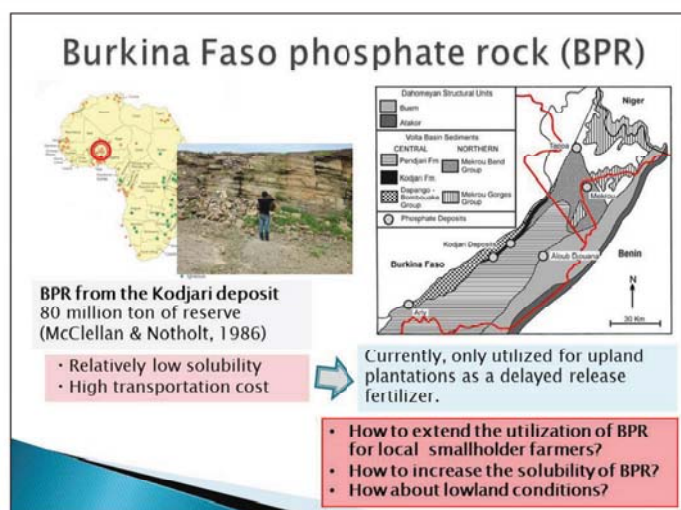 Burkina Faso phosphate rock (BPR)
Dahomeyan Structural Units
Buem
Atakor
Volta Basin Sediments
CENTRAL
NORTHERN
Pendjari Fm
Kodjari Fm.
Dapango -
Bombouaka
Group
Mekrou Bend
Group
Mekrou Gorges
Group
Phosphate Deposits
Niger
Tapoa
Mekrou
Kodjari Deposits
Burkina Faso
Aloub Djouana
Benin
Arly
N
30 Km
BPR from the Kodjari deposit
80 million ton of reserve
(McClellan & Notholt, 1986)
・Relatively low solubility
・High transportation cost
Currently, only utilized for upland
plantations as a delayed release
fertilizer.
• How to extend the utilization of BPR
for local smallholder farmers?
• How to increase the solubility of BPR?
• How about lowland conditions?